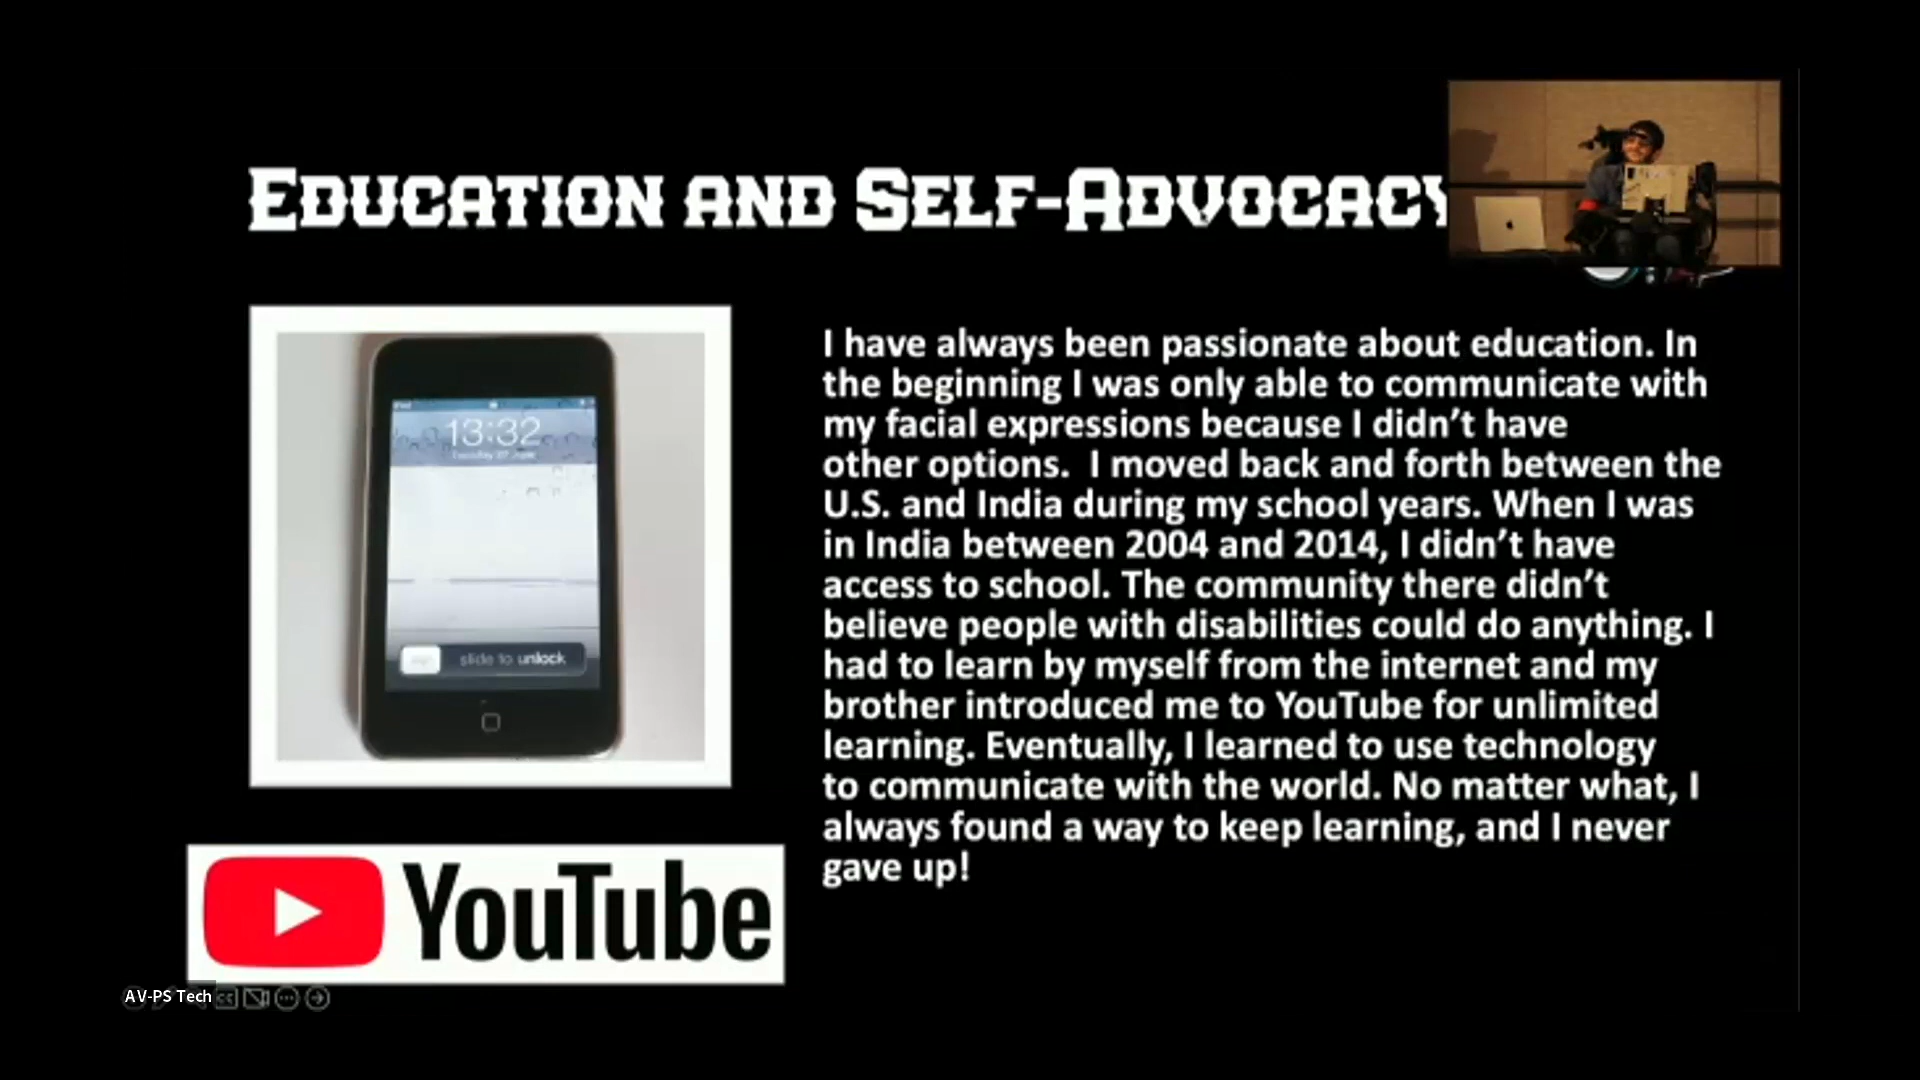 Education and Self-Advocacy
13:32
slide to unlock
I have always been passionate about education. In
the beginning I was only able to communicate with
my facial expressions because I didn’t have
other options.  I moved back and forth between the
U.S. and India during my school years. When I was
in India between 2004 and 2014, I didn’t have
access to school. The community there didn’t
believe people with disabilities could do anything. I
had to learn by myself from the internet and my
brother introduced me to YouTube for unlimited
learning. Eventually, I learned to use technology
to communicate with the world. No matter what, I
always found a way to keep learning, and I never
gave up!
YouTube
AV-PS Tech